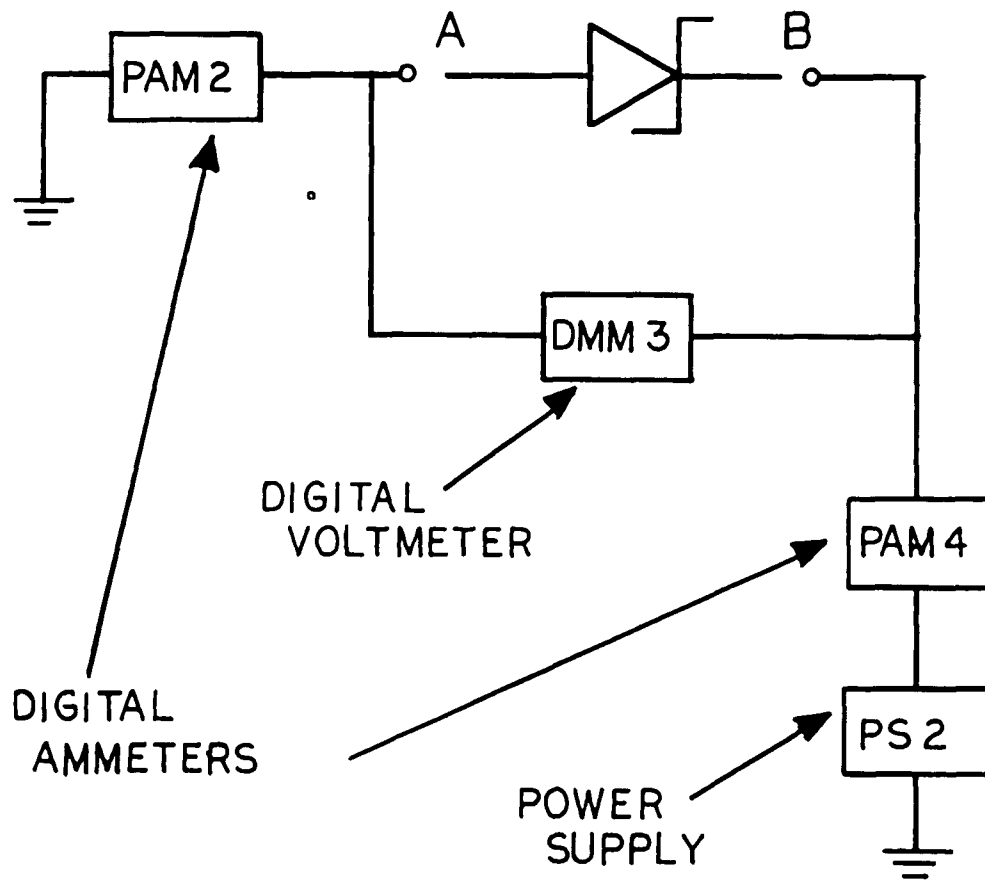 A
B
PAM 2
DMM 3
DIGITAL
VOLTMETER
PAM 4
DIGITAL
AMMETERS
PS 2
POWER
SUPPLY